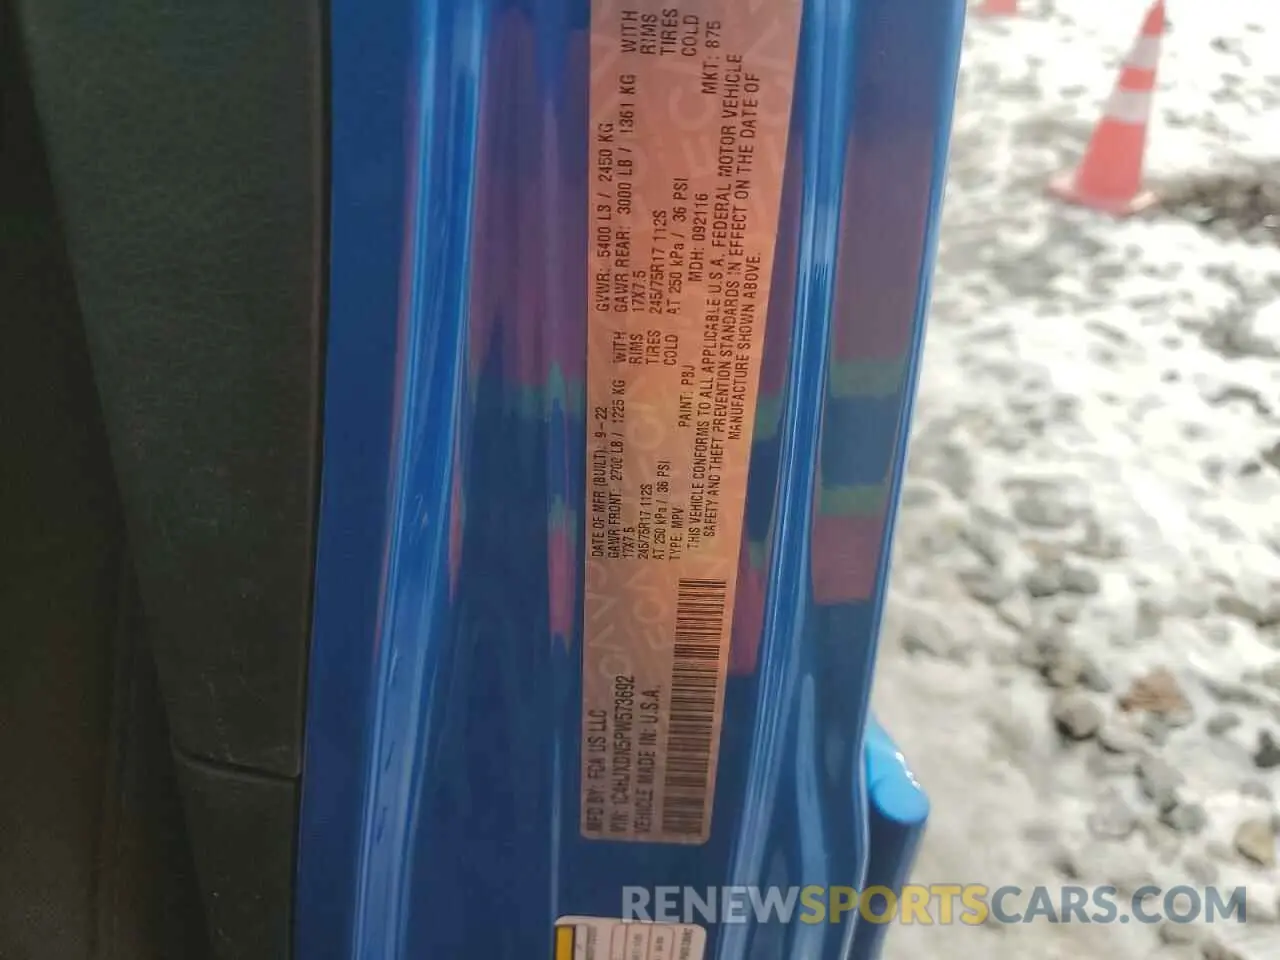 MFD BY: FCA US LLC
VIN: 1C4HJXDN5PW573692
VEHICLE MADE IN: U.S.A.
DATE OF MFR (BUILT): 9-22
GVWR: 5400 LB / 2450 KG
GAWR FRONT: 2700 LB / 1225 KG WITH
17X7.5 RIMS
245/75R17 112S TIRES
AT 250 kPa / 36 PSI COLD
GAWR REAR: 3000 LB / 1361 KG WITH
17X7.5 RIMS
245/75R17 112S TIRES
AT 250 kPa / 36 PSI COLD
TYPE: MPV PAINT: PBJ MDH: 092116 MKT: 875
THIS VEHICLE CONFORMS TO ALL APPLICABLE U.S.A. FEDERAL MOTOR VEHICLE
SAFETY AND THEFT PREVENTION STANDARDS IN EFFECT ON THE DATE OF
MANUFACTURE SHOWN ABOVE.
RENEWSPORTSCARS.COM